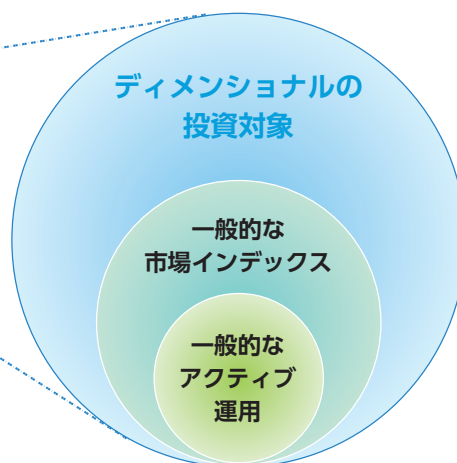 ディメンショナルの
投資対象
一般的な
市場インデックス
一般的な
アクティブ
運用